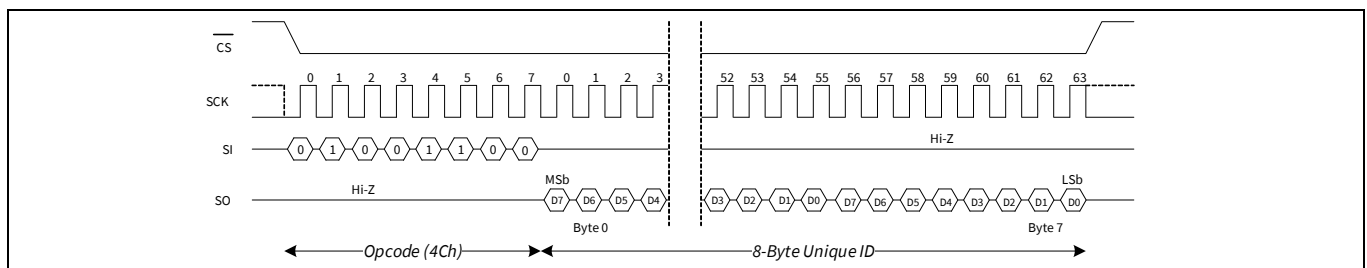 CS
0 1 2 3 4 5 6 7 0 1 2 3 52 53 54 55 56 57 58 59 60 61 62 63
SCK
Hi-Z
SI 0 1 0 0 1 1 0 0
MSb LSb
Hi-Z
SO D7 D6 D5 D4 D3 D2 D1 D0 D7 D6 D5 D4 D3 D2 D1 D0
Byte 0 Byte 7
Opcode (4Ch) 8-Byte Unique ID